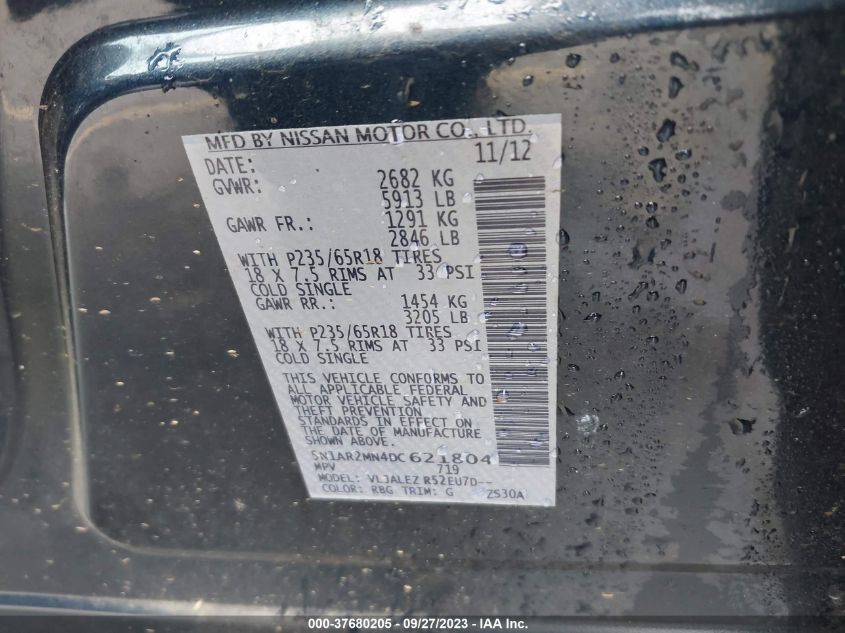 MFD BY NISSAN MOTOR CO., LTD.
DATE: 11/12
GVWR: 2682 KG
5913 LB
GAWR FR.: 1291 KG
2846 LB
WITH P235/65R18 TIRES
18 X 7.5 RIMS AT 33 PSI
COLD SINGLE
GAWR RR.: 1454 KG
3205 LB
WITH P235/65R18 TIRES
18 X 7.5 RIMS AT 33 PSI
COLD SINGLE
THIS VEHICLE CONFORMS TO
ALL APPLICABLE FEDERAL
MOTOR VEHICLE SAFETY AND
THEFT PREVENTION
STANDARDS IN EFFECT ON
THE DATE OF MANUFACTURE
SHOWN ABOVE.
5N1AR2MN4DC621804
MPV 719
MODEL: VLJALEZ R52EU7D--
COLOR: RBG TRIM: G ZS30A
000-37680205 - 09/27/2023 - IAA Inc.